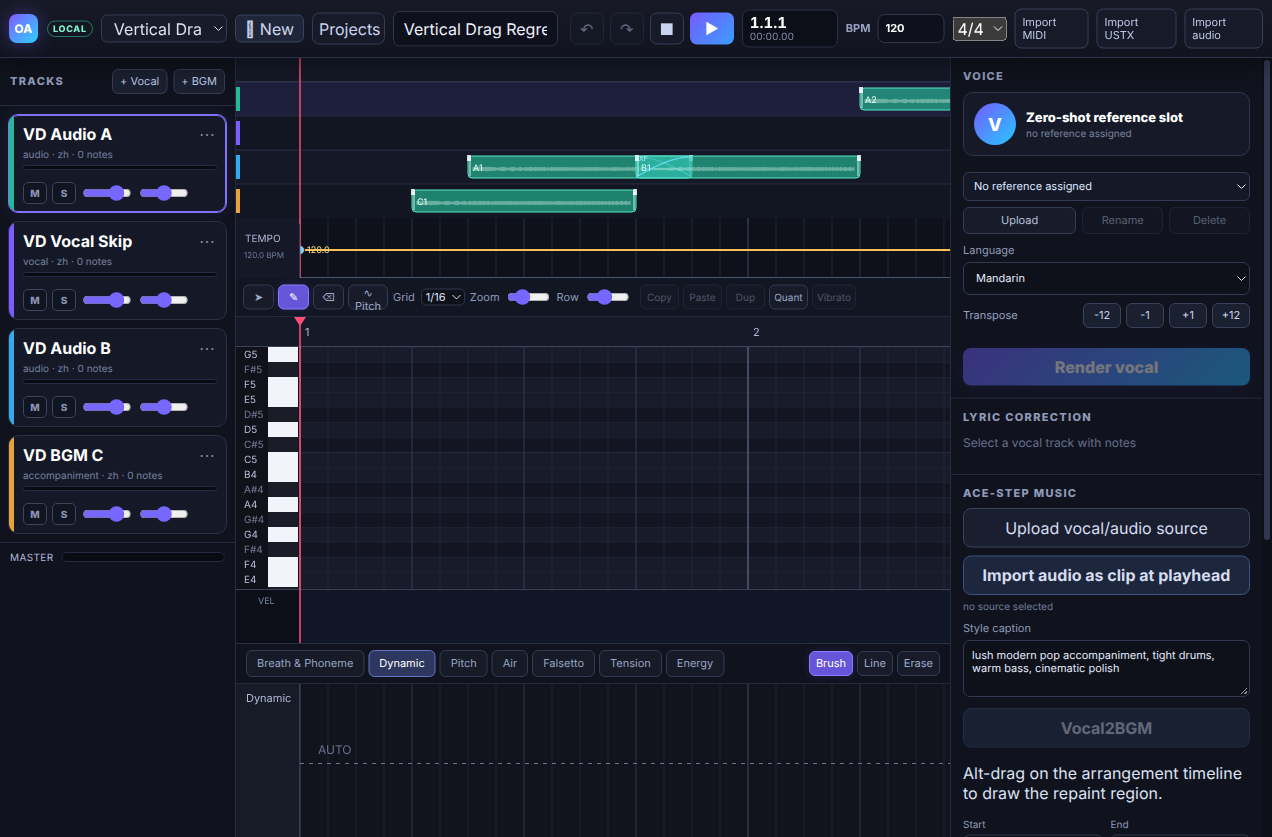 OA
LOCAL
Vertical Dra
New
Projects
Vertical Drag Regre
1.1.1
00:00.00
BPM
120
4/4
Import MIDI
Import USTX
Import audio
TRACKS
+ Vocal
+ BGM
VD Audio A
audio · zh · 0 notes
M
S
VD Vocal Skip
vocal · zh · 0 notes
M
S
VD Audio B
audio · zh · 0 notes
M
S
VD BGM C
accompaniment · zh · 0 notes
M
S
MASTER
A2
A1
XF
B1
C1
TEMPO
120.0 BPM
120.0
Pitch
Grid
1/16
Zoom
Row
Copy
Paste
Dup
Quant
Vibrato
1
2
G5
F#5
F5
E5
D#5
D5
C#5
C5
B4
A#4
A4
G#4
G4
F#4
F4
E4
VEL
Breath & Phoneme
Dynamic
Pitch
Air
Falsetto
Tension
Energy
Brush
Line
Erase
Dynamic
AUTO
VOICE
V
Zero-shot reference slot
no reference assigned
No reference assigned
Upload
Rename
Delete
Language
Mandarin
Transpose
-12
-1
+1
+12
Render vocal
LYRIC CORRECTION
Select a vocal track with notes
ACE-STEP MUSIC
Upload vocal/audio source
Import audio as clip at playhead
no source selected
Style caption
lush modern pop accompaniment, tight drums,
warm bass, cinematic polish
Vocal2BGM
Alt-drag on the arrangement timeline
to draw the repaint region.
Start
End